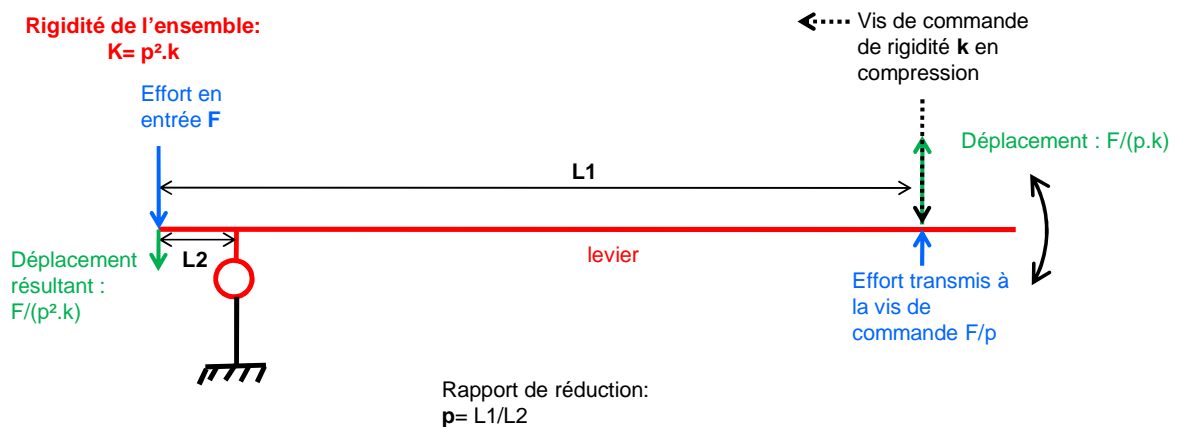 Rigidité de l'ensemble:
K= p².k
Effort en
entrée F
Vis de commande
de rigidité k en
compression
Déplacement : F/(p.k)
L1
L2
levier
Déplacement
résultant :
F/(p².k)
Effort transmis à
la vis de
commande F/p
Rapport de réduction:
p= L1/L2